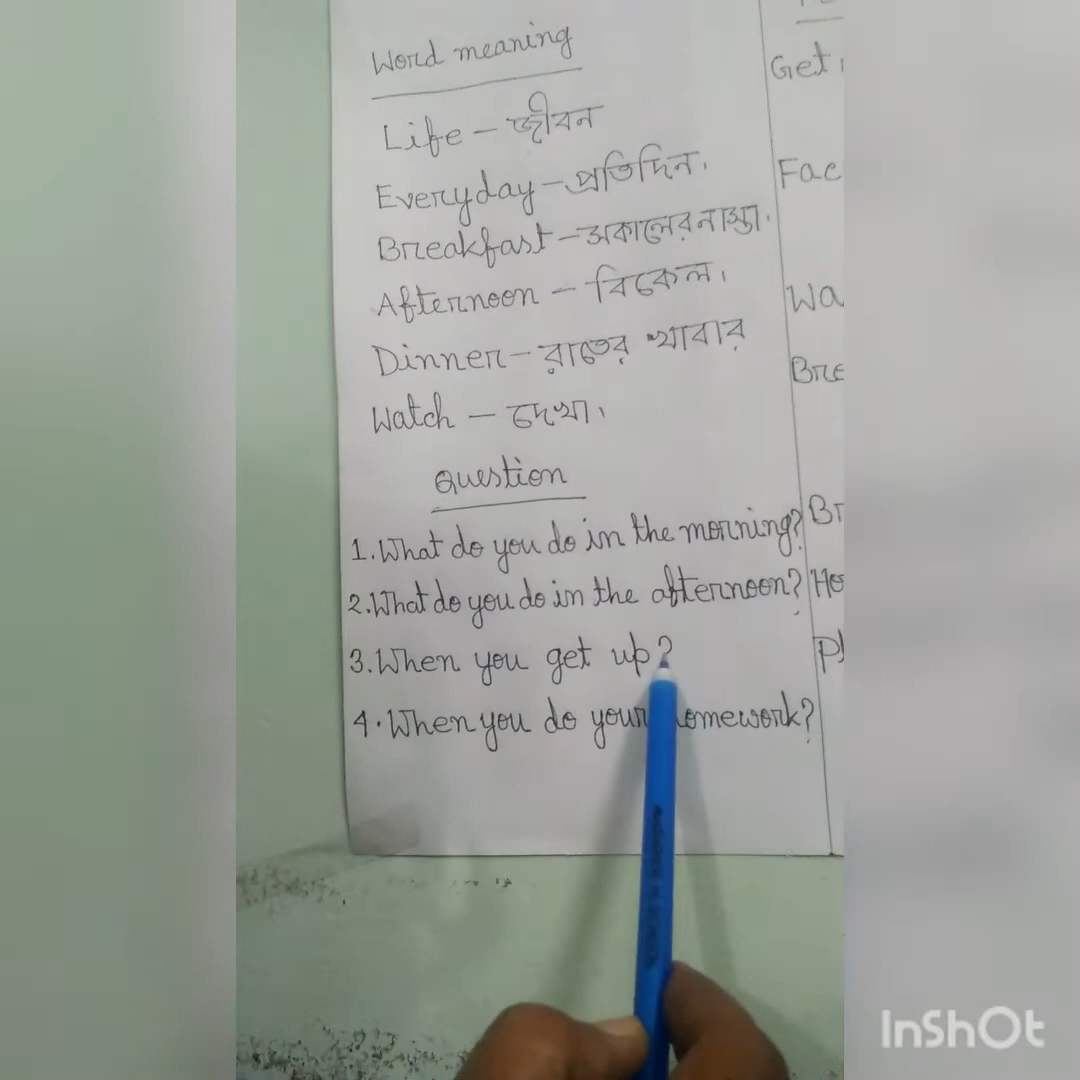 Word meaning
Life - জীবন
Everyday - প্রতিদিন.
Breakfast - সকালের নাস্তা.
Afternoon - বিকেল.
Dinner - রাতের খাবার
Watch - দেখা.
Question
1. What do you do in the morning?
2. What do you do in the afternoon?
3. When you get up?
4. When you do your omework?
Get
Fac
Wa
Bre
Br
Ho
Pl
InShOt